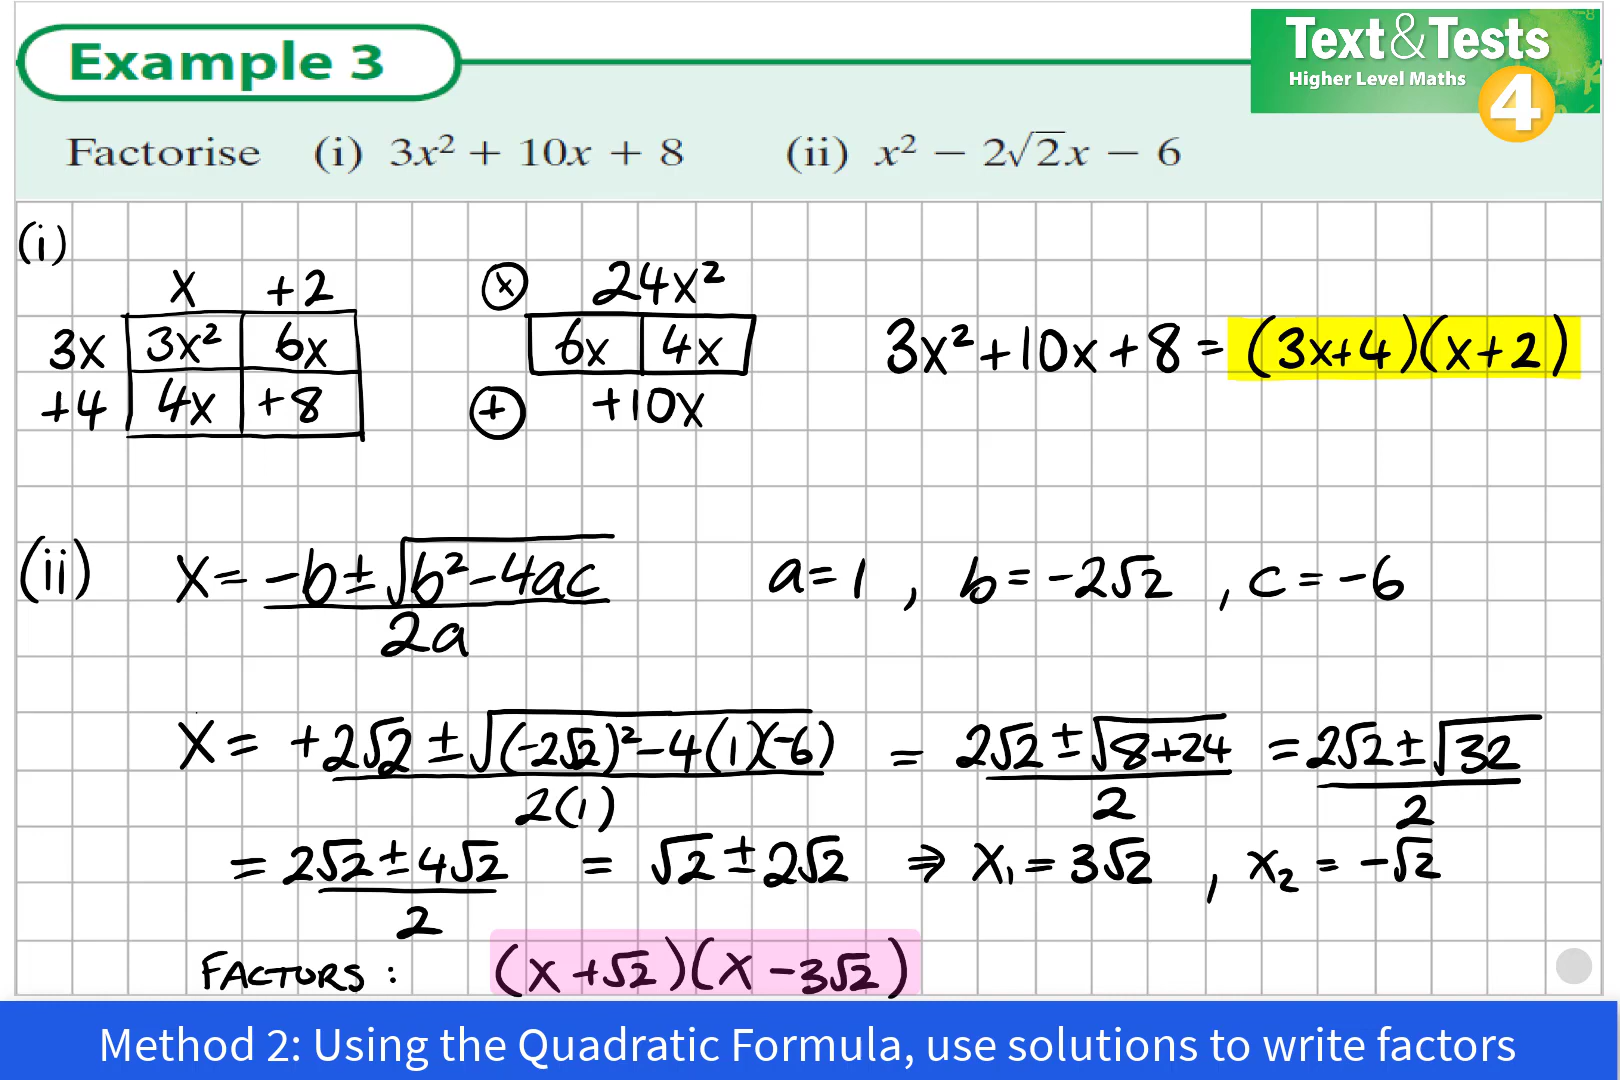 Example 3
Text&Tests
Higher Level Maths
4
Factorise (i) 3x² + 10x + 8 (ii) x² − 2√2x − 6
(i)
x +2
3x 3x² 6x
+4 4x +8
(x) 24x²
6x 4x
(+) +10x
3x²+10x+8 = (3x+4)(x+2)
(ii) x = (-b ± √(b²-4ac))/2a a=1 , b=-2√2 , c=-6
x = (+2√2 ± √((-2√2)²-4(1)(-6)))/2(1) = (2√2 ± √(8+24))/2 = (2√2 ± √32)/2
= (2√2 ± 4√2)/2 = √2 ± 2√2 ⇒ x₁ = 3√2 , x₂ = -√2
FACTORS: (x+√2)(x-3√2)
Method 2: Using the Quadratic Formula, use solutions to write factors